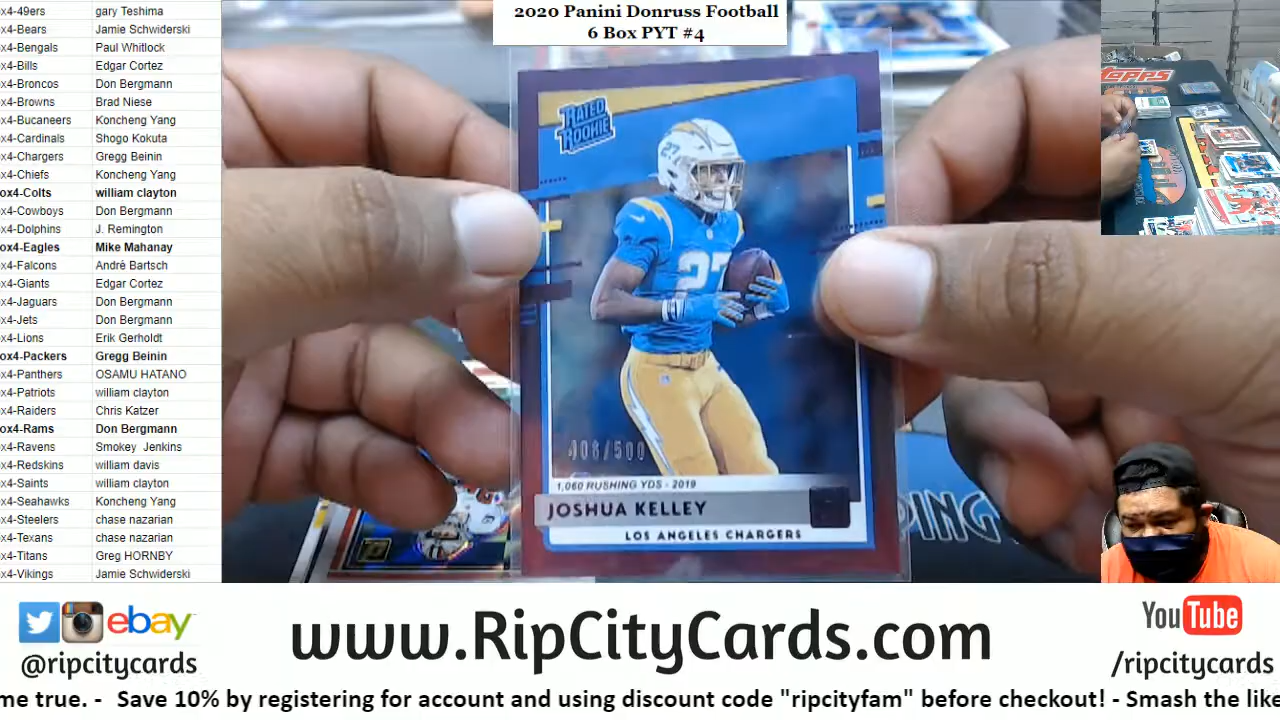 2020 Panini Donruss Football
6 Box PYT #4
x4-49ers gary Teshima
x4-Bears Jamie Schwiderski
x4-Bengals Paul Whitlock
x4-Bills Edgar Cortez
x4-Broncos Don Bergmann
x4-Browns Brad Niese
x4-Bucaneers Koncheng Yang
x4-Cardinals Shogo Kokuta
x4-Chargers Gregg Beinin
x4-Chiefs Koncheng Yang
ox4-Colts william clayton
x4-Cowboys Don Bergmann
x4-Dolphins J. Remington
ox4-Eagles Mike Mahanay
x4-Falcons André Bartsch
x4-Giants Edgar Cortez
x4-Jaguars Don Bergmann
x4-Jets Don Bergmann
x4-Lions Erik Gerholdt
ox4-Packers Gregg Beinin
x4-Panthers OSAMU HATANO
x4-Patriots william clayton
x4-Raiders Chris Katzer
ox4-Rams Don Bergmann
x4-Ravens Smokey Jenkins
x4-Redskins william davis
x4-Saints william clayton
x4-Seahawks Koncheng Yang
x4-Steelers chase nazarian
x4-Texans chase nazarian
x4-Titans Greg HORNBY
x4-Vikings Jamie Schwiderski
RATED
ROOKIE
27
27
/500
1,060 RUSHING YDS - 2019
JOSHUA KELLEY
LOS ANGELES CHARGERS
DING
TOPPS
ebay
@ripcitycards
www.RipCityCards.com
YouTube
/ripcitycards
me true. - Save 10% by registering for account and using discount code "ripcityfam" before checkout! - Smash the like